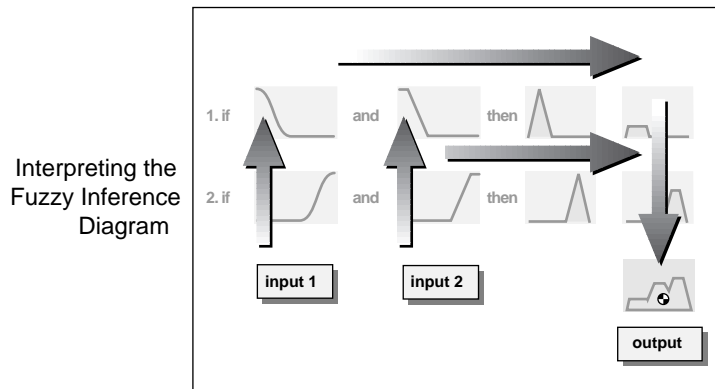 Interpreting the
Fuzzy Inference
Diagram
1. if and then
2. if and then
input 1 input 2
output